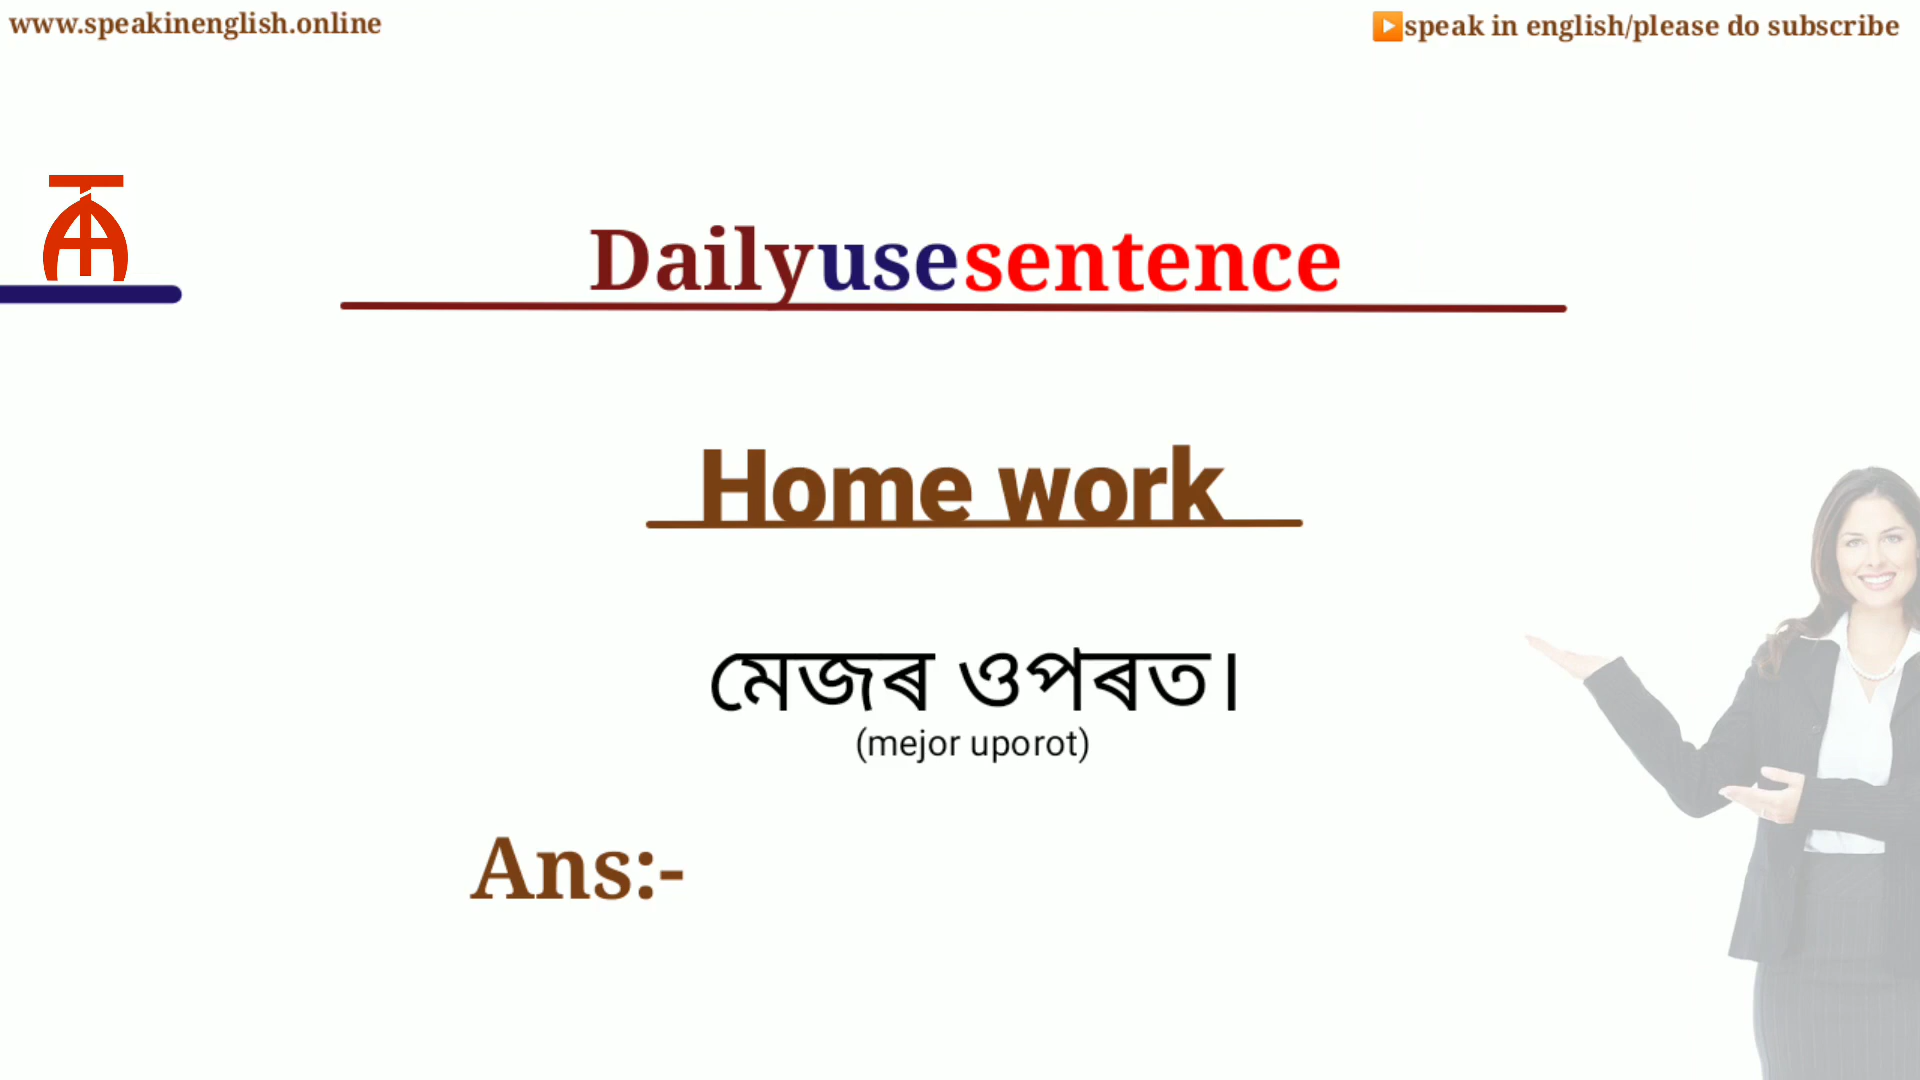 www.speakinenglish.online
▶️speak in english/please do subscribe
Dailyusesentence
Home work
মেজৰ ওপৰত।
(mejor uporot)
Ans:-